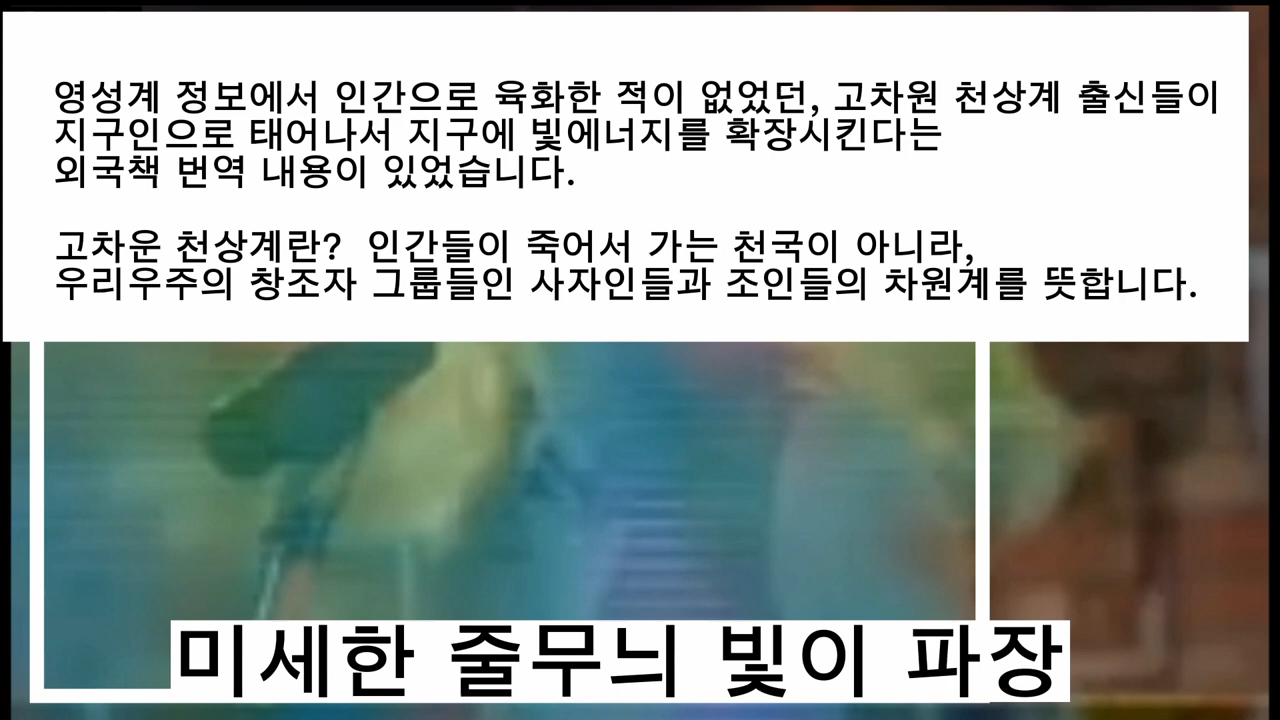 영성계 정보에서 인간으로 육화한 적이 없었던, 고차원 천상계 출신들이
지구인으로 태어나서 지구에 빛에너지를 확장시킨다는
외국책 번역 내용이 있었습니다.
고차운 천상계란? 인간들이 죽어서 가는 천국이 아니라,
우리우주의 창조자 그룹들인 사자인들과 조인들의 차원계를 뜻합니다.
미세한 줄무늬 빛이 파장